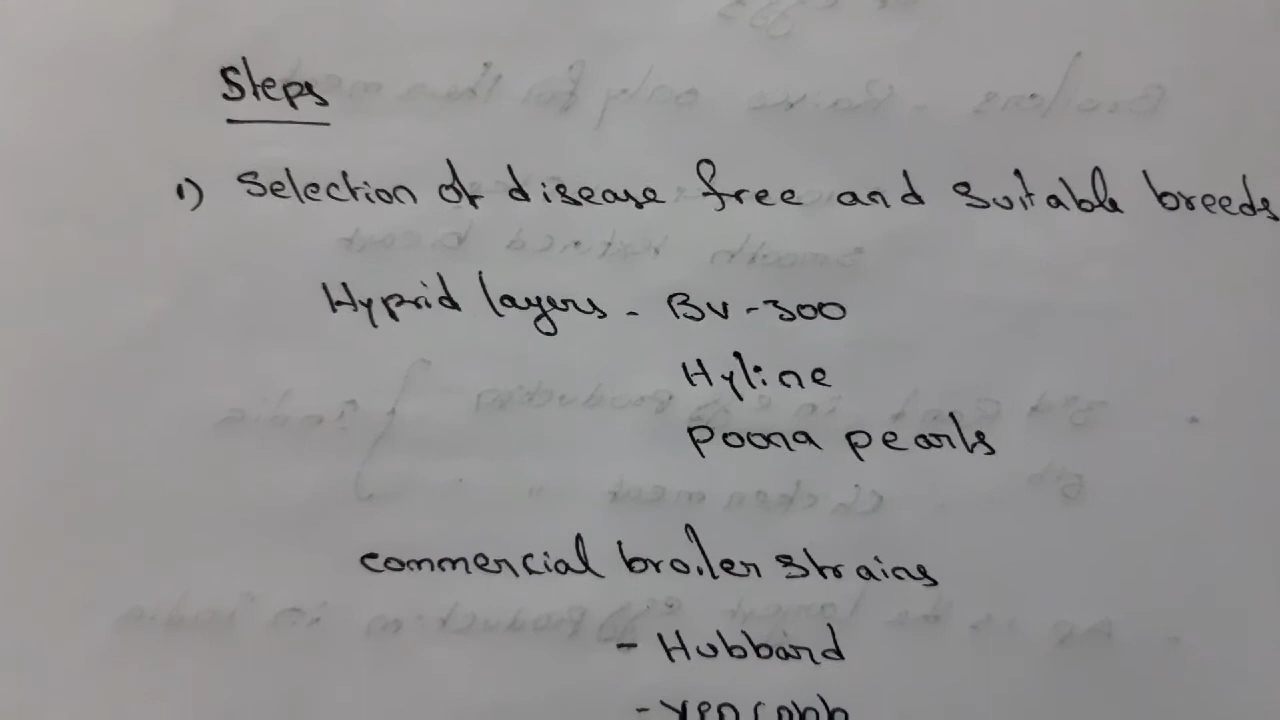 Steps
1) Selection of disease free and suitable breeds
Hyprid layers - BV-300
Hyline
Poona pearls
commercial broiler strains
- Hubbard
- Vencobb